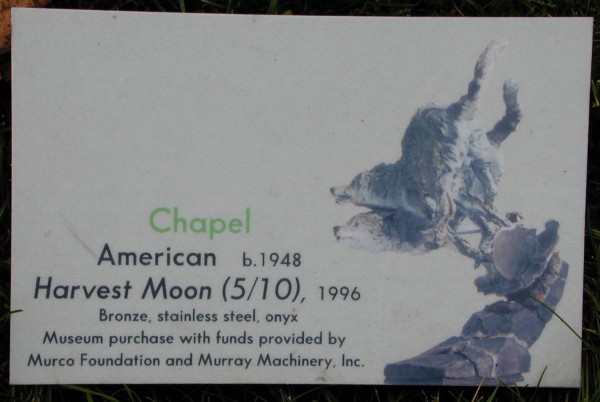 Chapel
American b.1948
Harvest Moon (5/10), 1996
Bronze, stainless steel, onyx
Museum purchase with funds provided by
Murco Foundation and Murray Machinery, Inc.